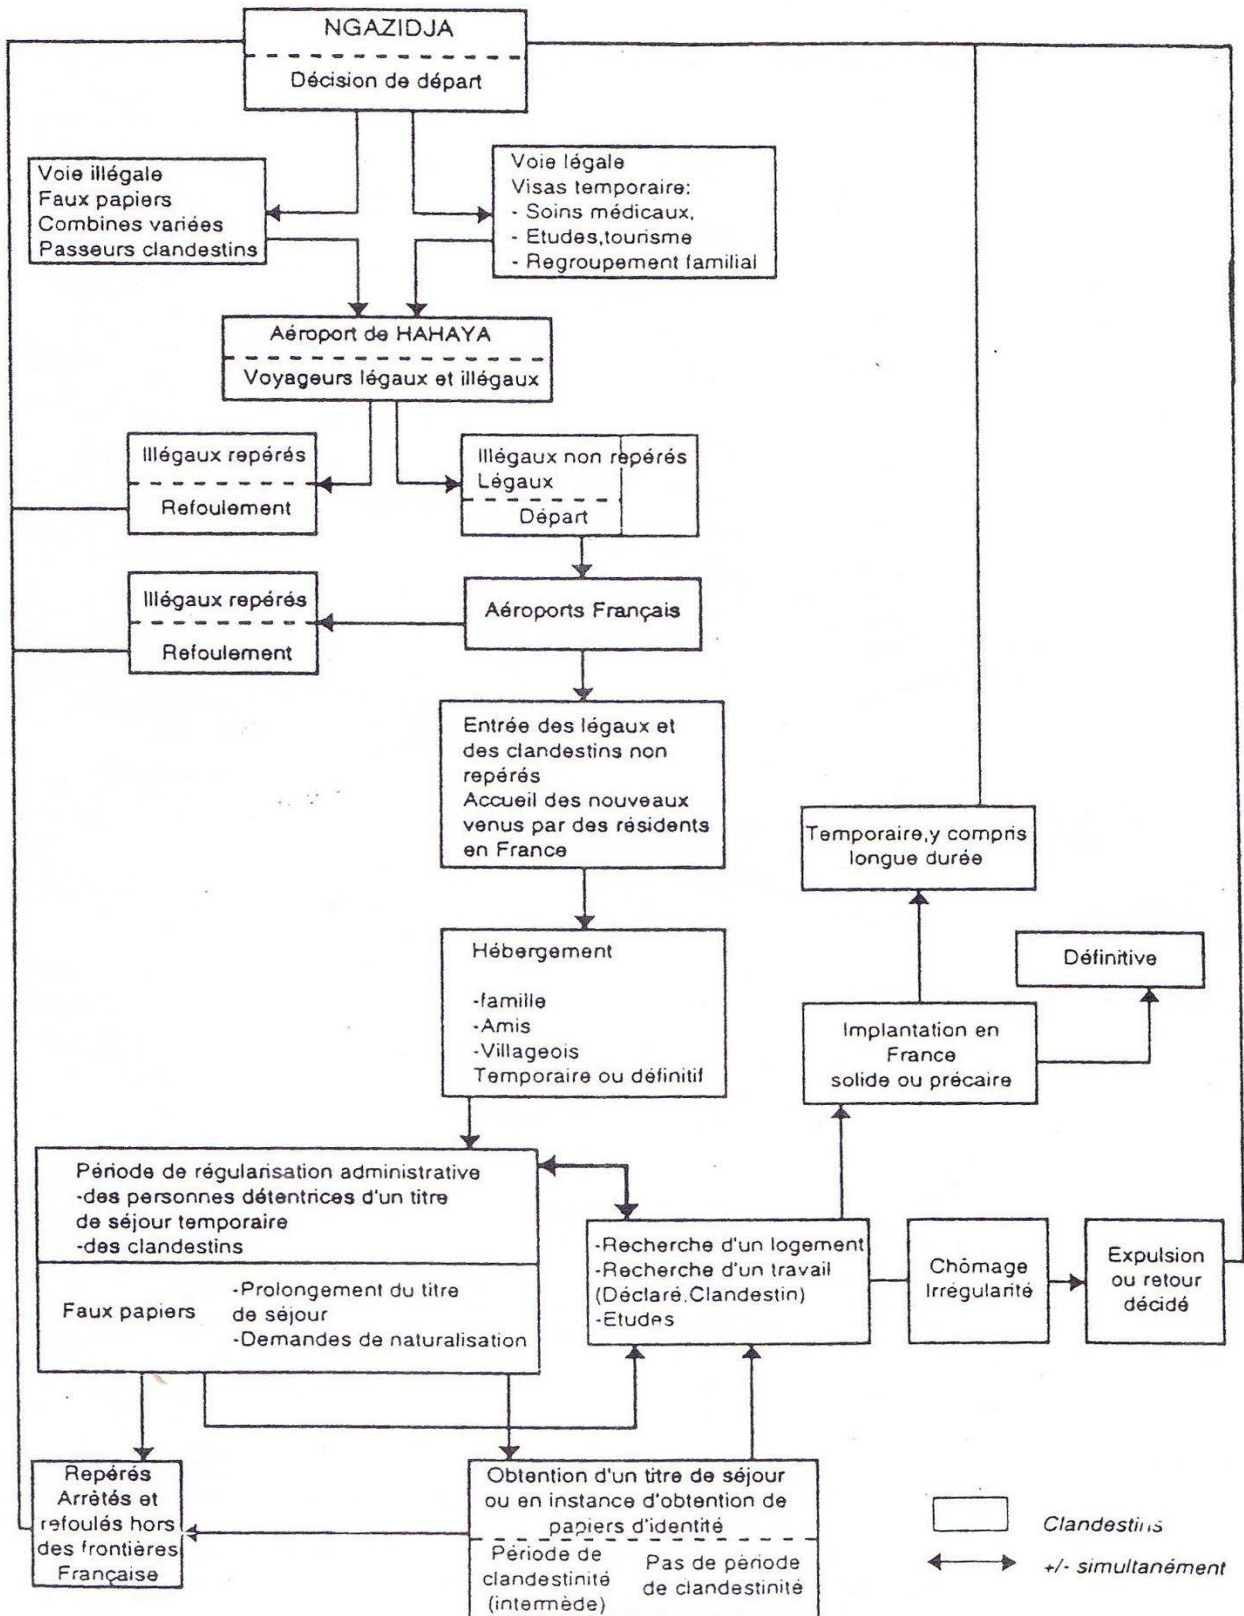 NGAZIDJA
Décision de départ
Voie illégale
Faux papiers
Combines variées
Passeurs clandestins
Voie légale
Visas temporaire:
- Soins médicaux,
- Etudes,tourisme
- Regroupement familial
Aéroport de HAHAYA
Voyageurs légaux et illégaux
Illégaux repérés
Refoulement
Illégaux non repérés
Légaux
Départ
Illégaux repérés
Refoulement
Aéroports Français
Entrée des légaux et
des clandestins non
repérés
Accueil des nouveaux
venus par des résidents
en France
Temporaire,y compris
longue durée
Hébergement
-famille
-Amis
-Villageois
Temporaire ou définitif
Définitive
Implantation en
France
solide ou précaire
Période de régularisation administrative
-des personnes détentrices d'un titre
de séjour temporaire
-des clandestins
Faux papiers
-Prolongement du titre
de séjour
-Demandes de naturalisation
-Recherche d'un logement
-Recherche d'un travail
(Déclaré,Clandestin)
-Etudes
Chômage
Irrégularité
Expulsion
ou retour
décidé
Repérés
Arrètés et
refoulés hors
des frontières
Française
Obtention d'un titre de séjour
ou en instance d'obtention de
papiers d'identité
Période de
clandestinité
(intermède)
Pas de période
de clandestinité
Clandestins
+/- simultanément